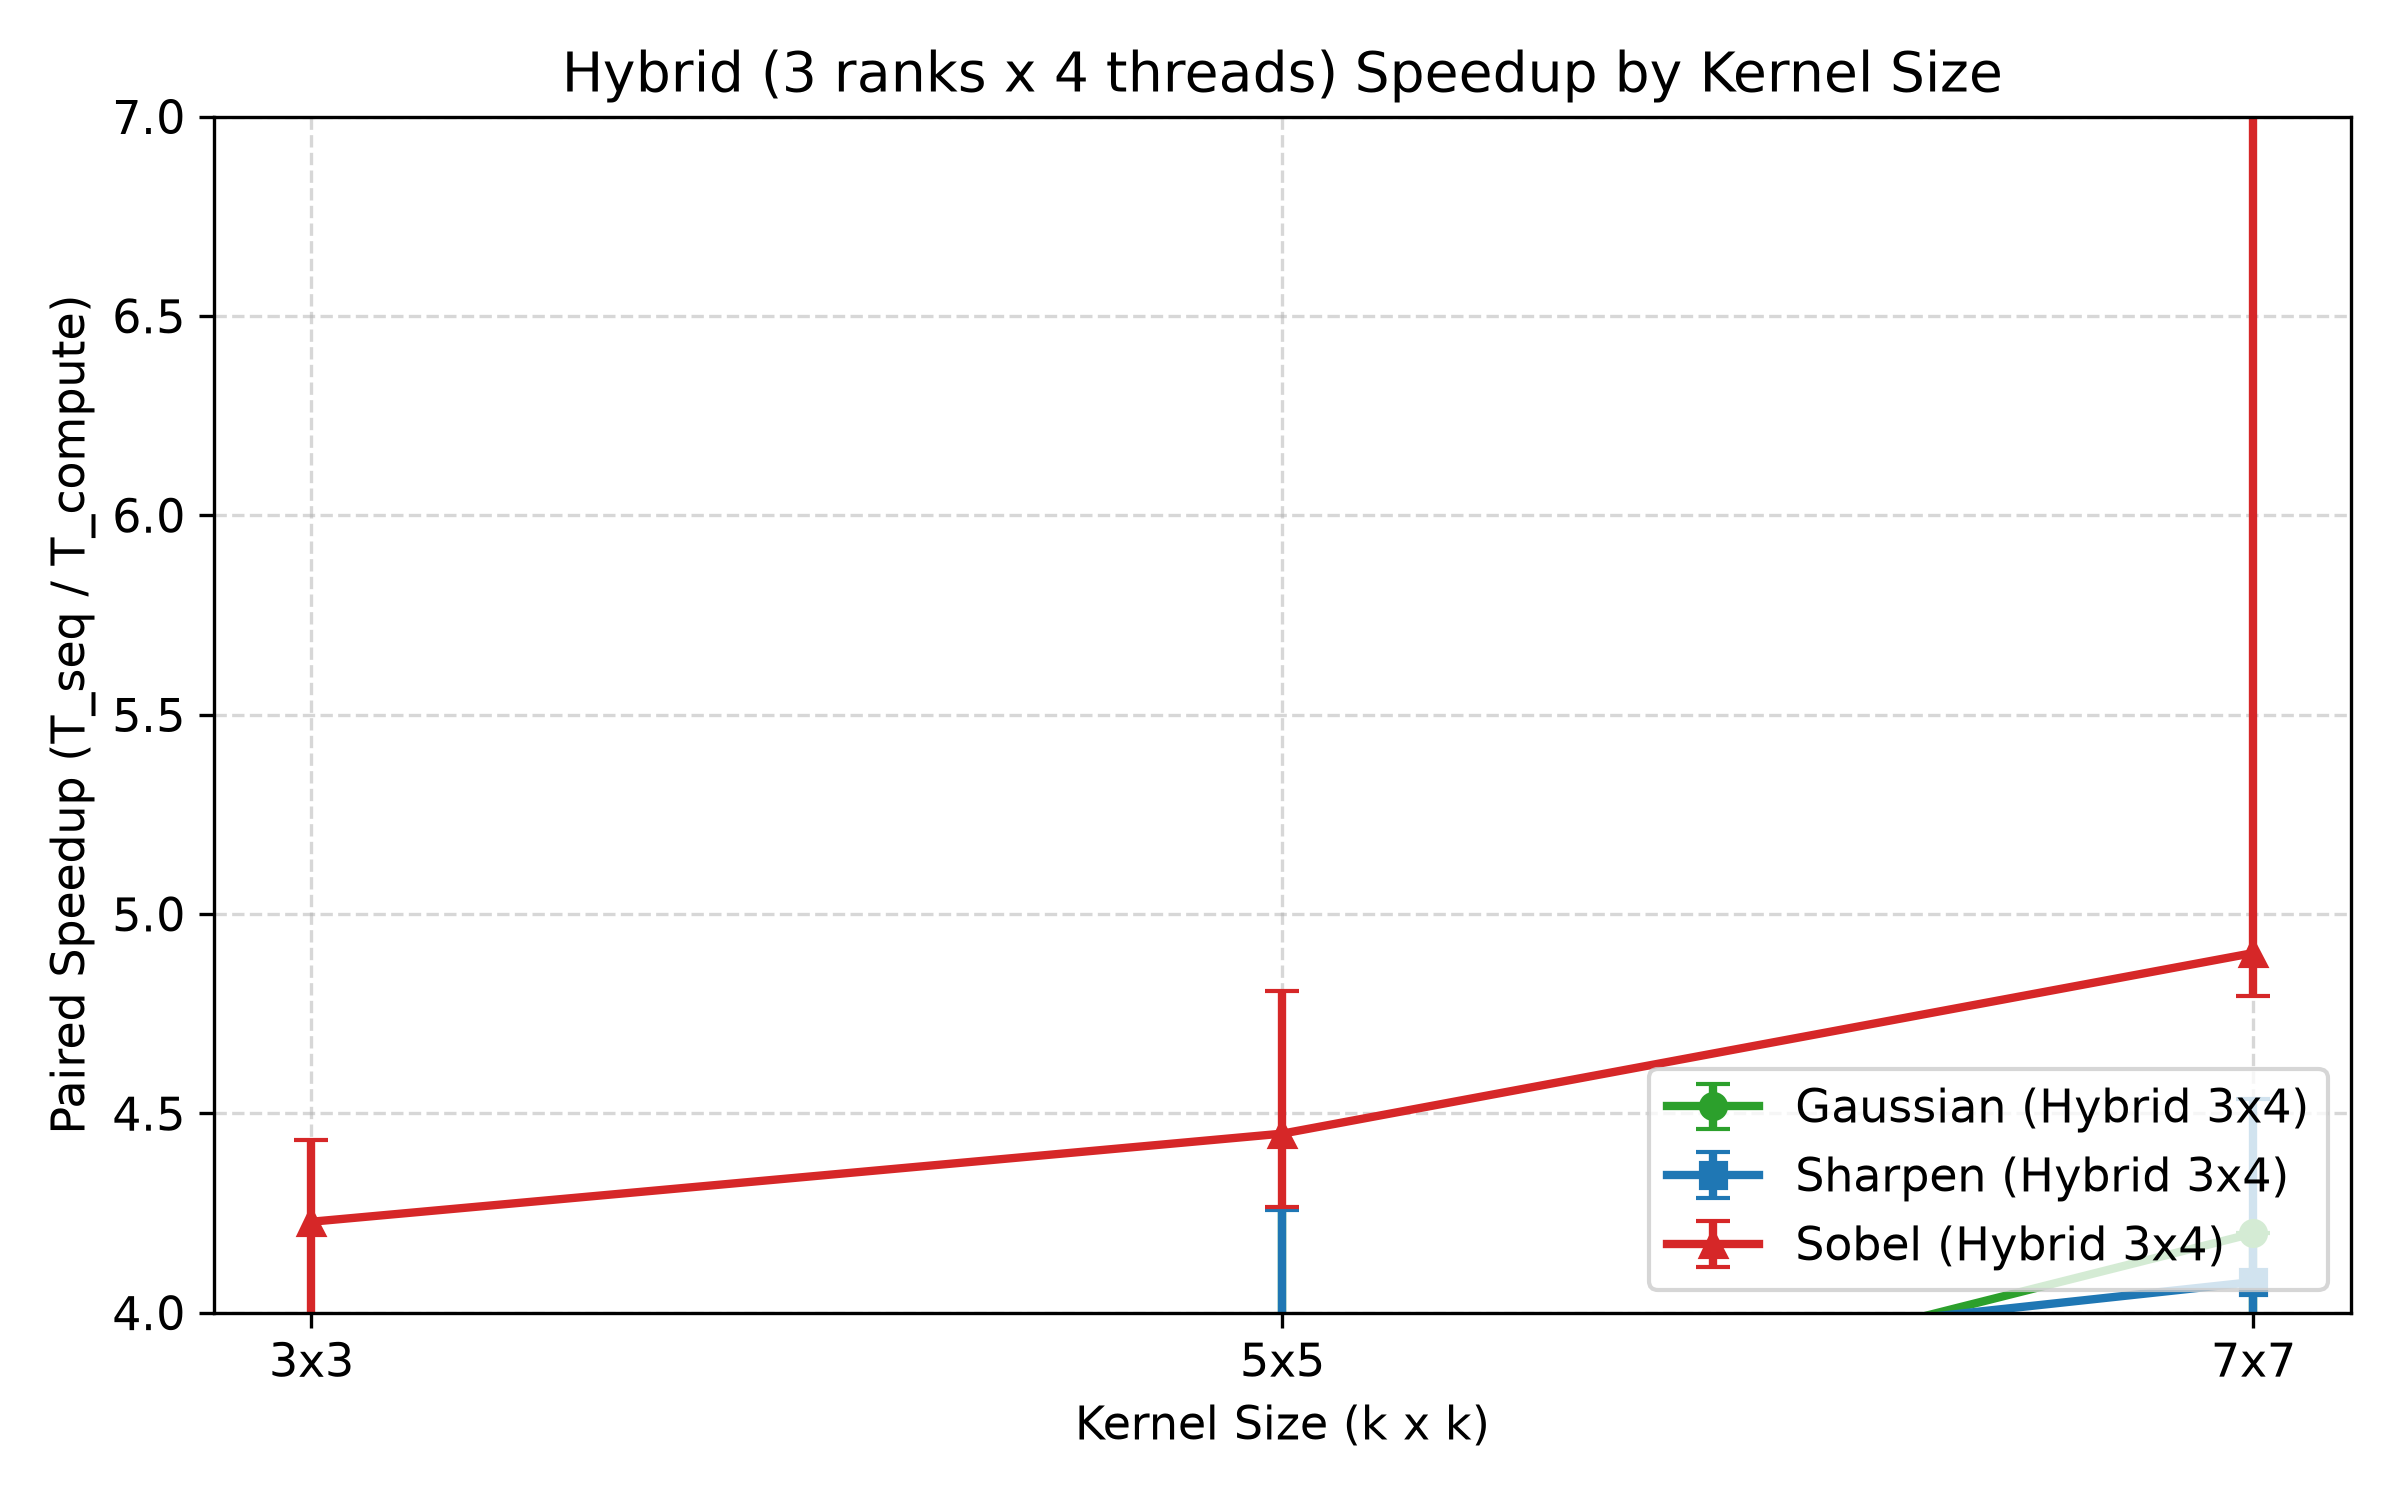 Hybrid (3 ranks x 4 threads) Speedup by Kernel Size
Paired Speedup (T_seq / T_compute)
7.0
6.5
6.0
5.5
5.0
4.5
4.0
Gaussian (Hybrid 3x4)
Sharpen (Hybrid 3x4)
Sobel (Hybrid 3x4)
3x3 5x5 7x7
Kernel Size (k x k)